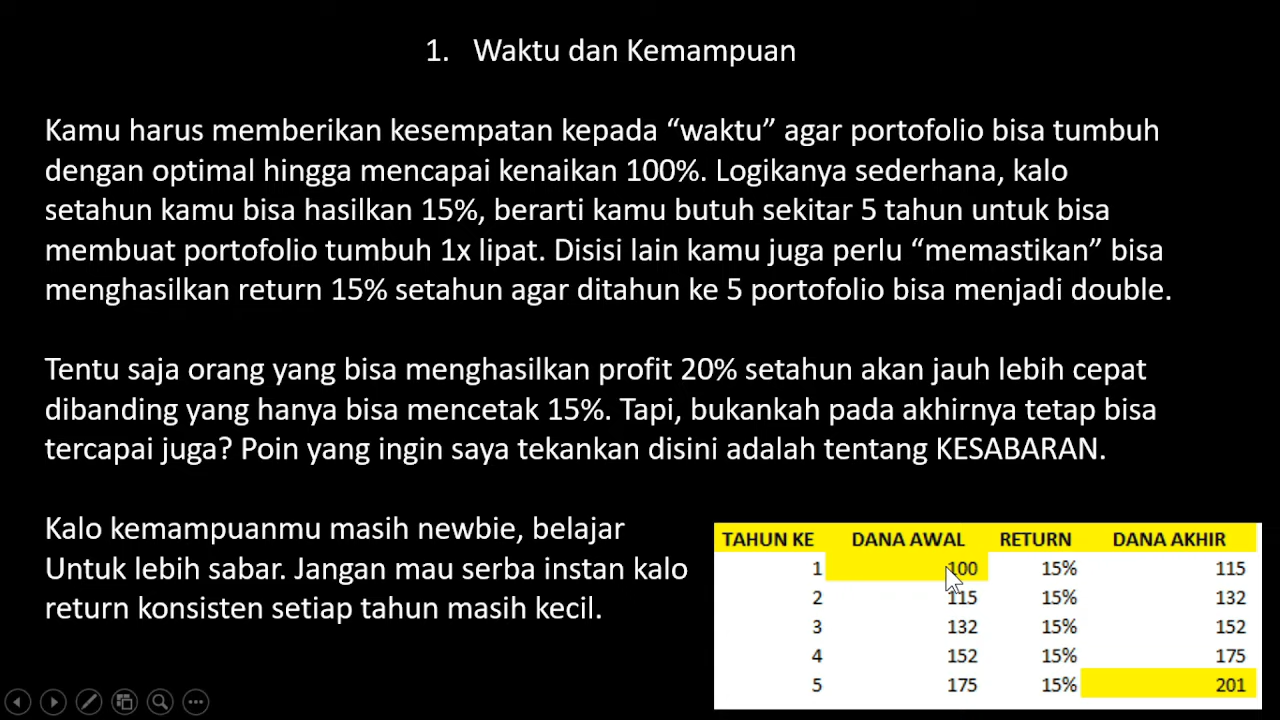 1. Waktu dan Kemampuan
Kamu harus memberikan kesempatan kepada “waktu” agar portofolio bisa tumbuh
dengan optimal hingga mencapai kenaikan 100%. Logikanya sederhana, kalo
setahun kamu bisa hasilkan 15%, berarti kamu butuh sekitar 5 tahun untuk bisa
membuat portofolio tumbuh 1x lipat. Disisi lain kamu juga perlu “memastikan” bisa
menghasilkan return 15% setahun agar ditahun ke 5 portofolio bisa menjadi double.
Tentu saja orang yang bisa menghasilkan profit 20% setahun akan jauh lebih cepat
dibanding yang hanya bisa mencetak 15%. Tapi, bukankah pada akhirnya tetap bisa
tercapai juga? Poin yang ingin saya tekankan disini adalah tentang KESABARAN.
Kalo kemampuanmu masih newbie, belajar
Untuk lebih sabar. Jangan mau serba instan kalo
return konsisten setiap tahun masih kecil.
TAHUN KE DANA AWAL RETURN DANA AKHIR
1 100 15% 115
2 115 15% 132
3 132 15% 152
4 152 15% 175
5 175 15% 201